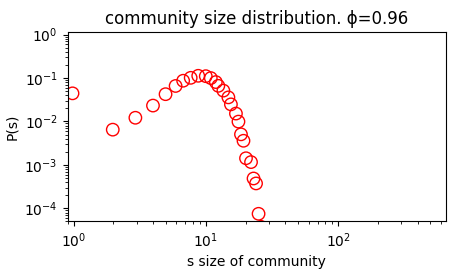 community size distribution. ϕ=0.96
P(s)
10⁰
10⁻¹
10⁻²
10⁻³
10⁻⁴
10⁰ 10¹ 10²
s size of community